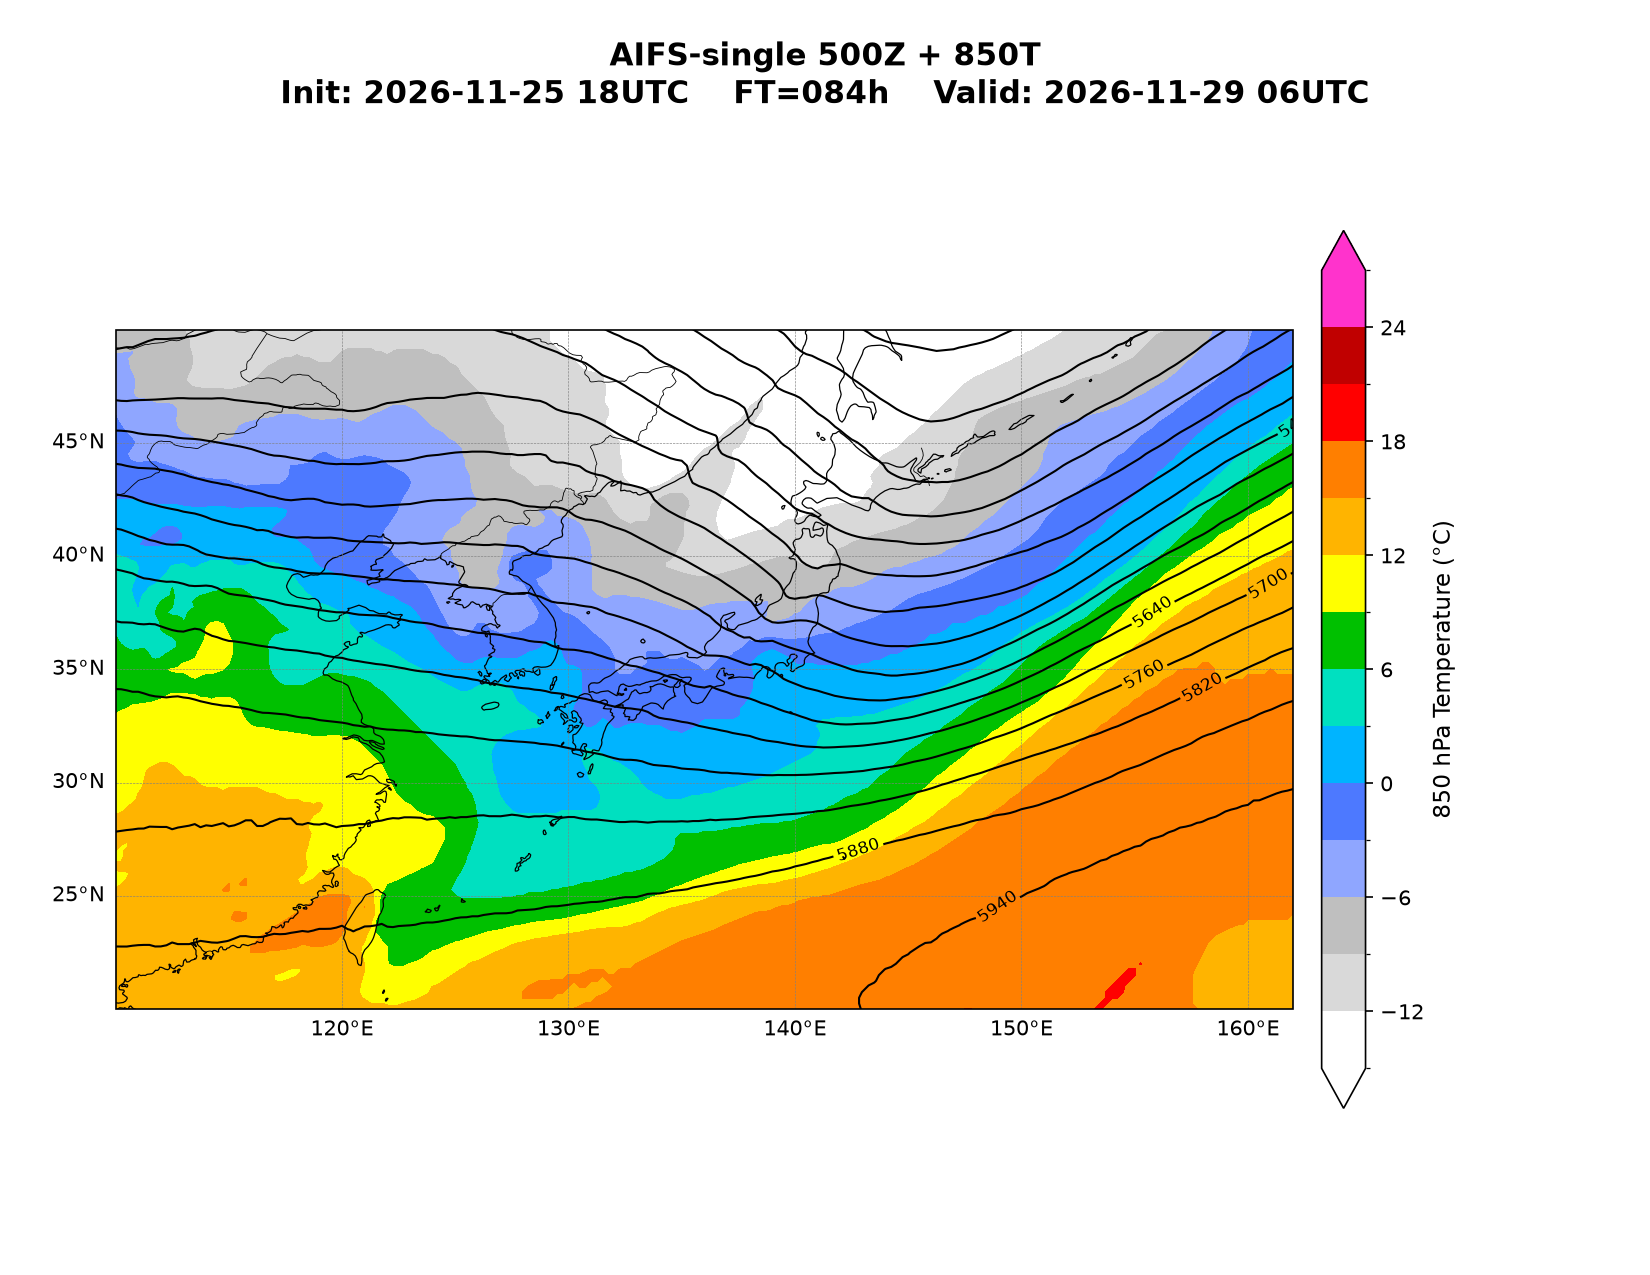 AIFS-single 500Z + 850T
Init: 2026-11-25 18UTC    FT=084h    Valid: 2026-11-29 06UTC
24
18
12
6
0
−6
−12
850 hPa Temperature (°C)
45°N
40°N
35°N
30°N
25°N
120°E
130°E
140°E
150°E
160°E
5700
5640
5760
5820
5880
5940